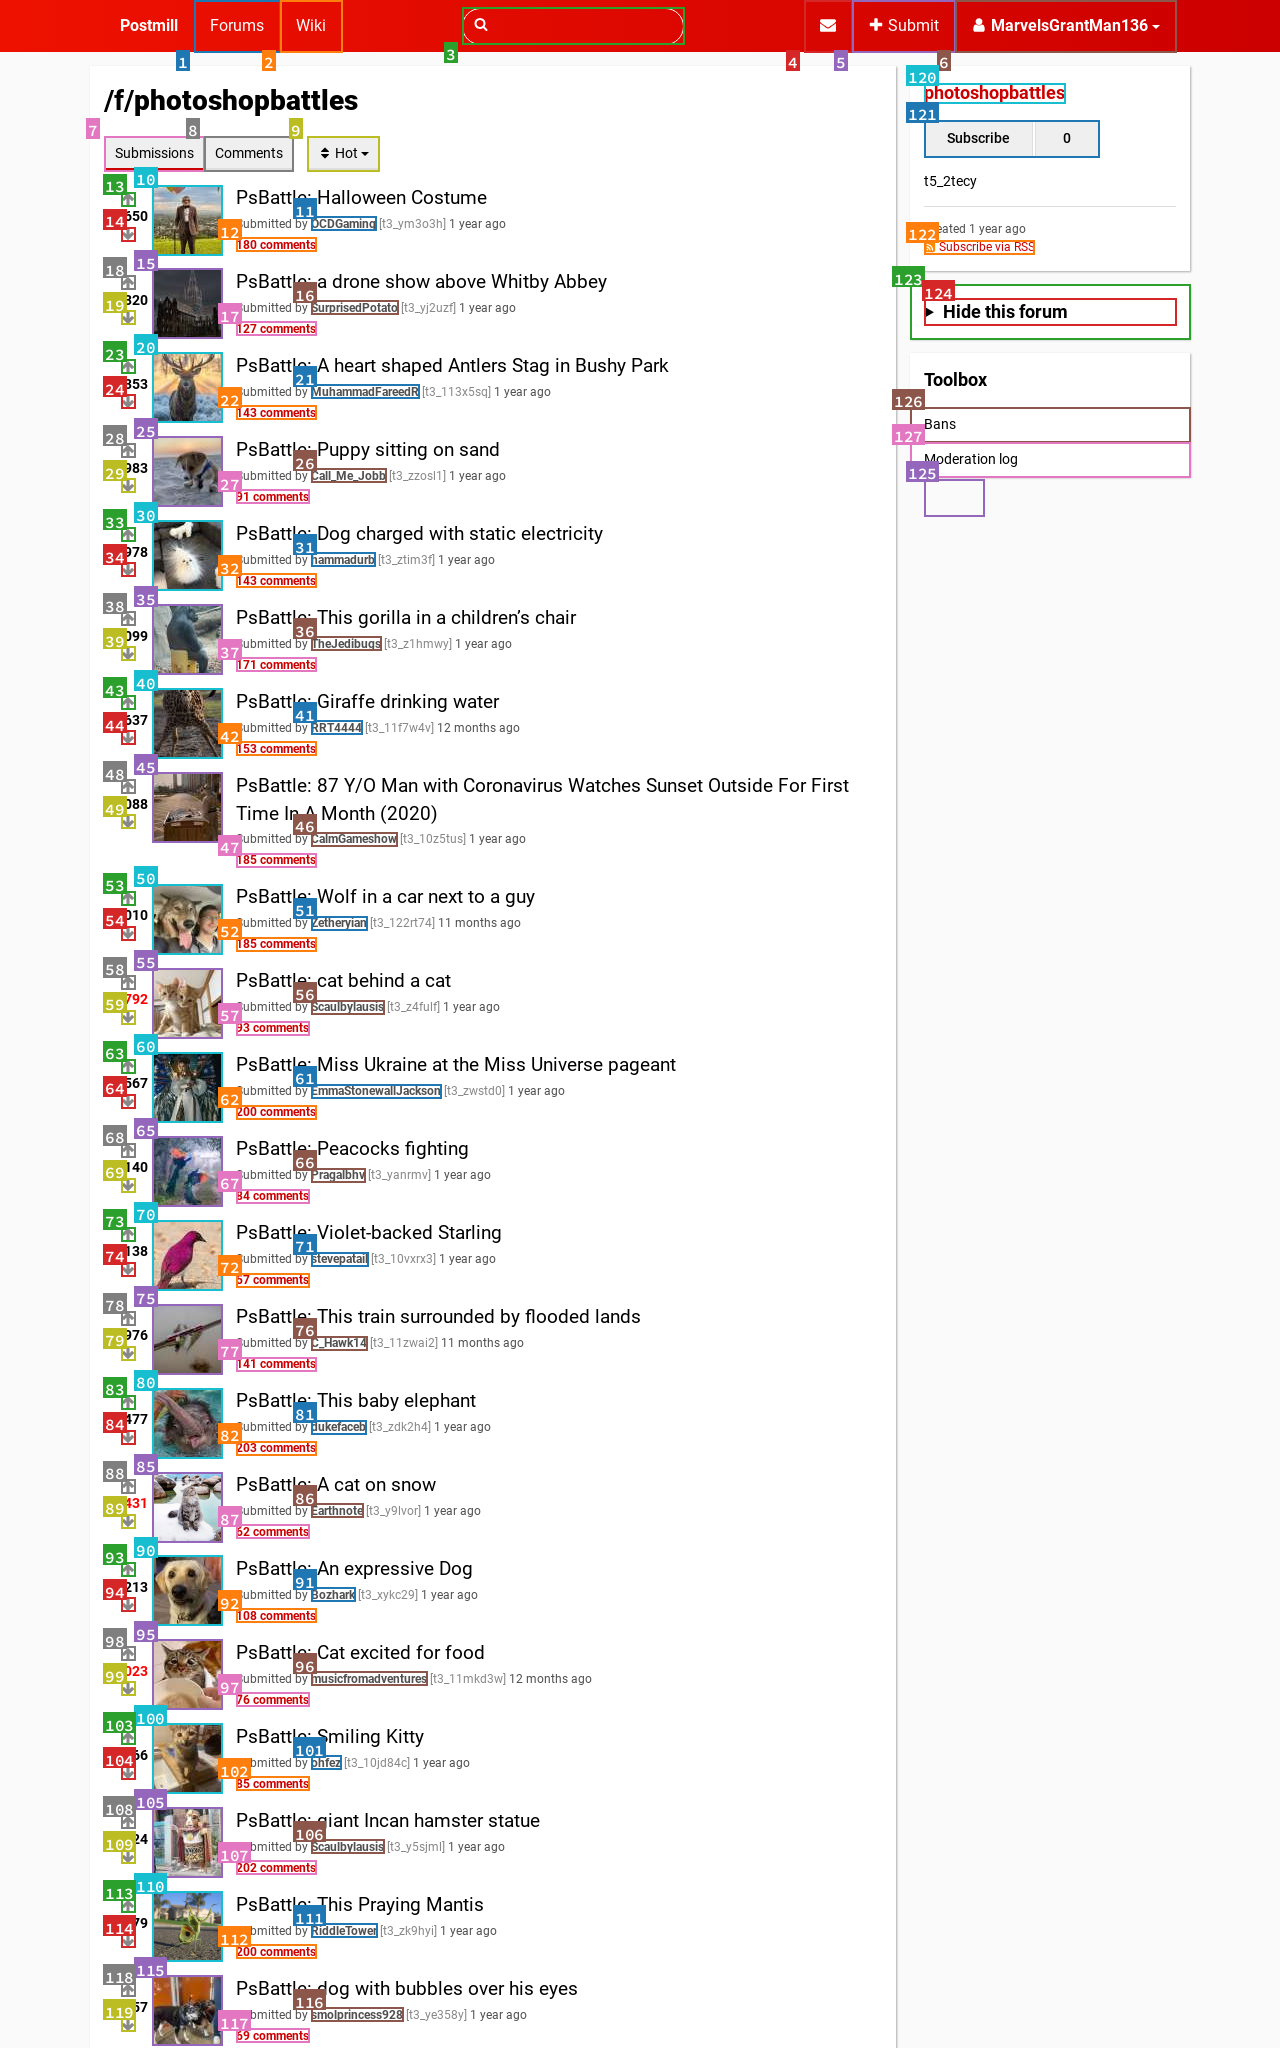 Postmill
Forums
Wiki
Submit
MarvelsGrantMan136
1
2
3
4
5
6
/f/photoshopbattles
7
8
9
Submissions
Comments
Hot
13
10
PsBattle: Halloween Costume
14
650
12
11
submitted by OCDGaming [t3_ym3o3h] 1 year ago
180 comments
18
15
PsBattle: a drone show above Whitby Abbey
19
820
17
16
submitted by SurprisedPotato [t3_yj2uzf] 1 year ago
127 comments
23
20
PsBattle: A heart shaped Antlers Stag in Bushy Park
24
353
22
21
submitted by MuhammadFareedR [t3_113x5sq] 1 year ago
143 comments
28
25
PsBattle: Puppy sitting on sand
29
983
27
26
submitted by Call_Me_Jobb [t3_zzosl1] 1 year ago
91 comments
33
30
PsBattle: Dog charged with static electricity
34
978
32
31
submitted by hammadurb [t3_ztim3f] 1 year ago
143 comments
38
35
PsBattle: This gorilla in a children’s chair
39
099
37
36
submitted by TheJedibugs [t3_z1hmwy] 1 year ago
171 comments
43
40
PsBattle: Giraffe drinking water
44
637
42
41
submitted by RRT4444 [t3_11f7w4v] 12 months ago
153 comments
48
45
PsBattle: 87 Y/O Man with Coronavirus Watches Sunset Outside For First
Time In A Month (2020)
49
088
47
46
submitted by CalmGameshow [t3_10z5tus] 1 year ago
185 comments
53
50
PsBattle: Wolf in a car next to a guy
54
010
52
51
submitted by Zetheryian [t3_122rt74] 11 months ago
185 comments
58
55
PsBattle: cat behind a cat
59
792
57
56
submitted by Scaulbylausis [t3_z4fulf] 1 year ago
93 comments
63
60
PsBattle: Miss Ukraine at the Miss Universe pageant
64
567
62
61
submitted by EmmaStonewallJackson [t3_zwstd0] 1 year ago
200 comments
68
65
PsBattle: Peacocks fighting
69
140
67
66
submitted by Pragalbhv [t3_yanrmv] 1 year ago
84 comments
73
70
PsBattle: Violet-backed Starling
74
138
72
71
submitted by stevepatail [t3_10vxrx3] 1 year ago
57 comments
78
75
PsBattle: This train surrounded by flooded lands
79
976
77
76
submitted by C_Hawk14 [t3_11zwai2] 11 months ago
141 comments
83
80
PsBattle: This baby elephant
84
477
82
81
submitted by dukefaceb [t3_zdk2h4] 1 year ago
203 comments
88
85
PsBattle: A cat on snow
89
431
87
86
submitted by Earthnote [t3_y9lvor] 1 year ago
62 comments
93
90
PsBattle: An expressive Dog
94
213
92
91
submitted by Bozhark [t3_xykc29] 1 year ago
108 comments
98
95
PsBattle: Cat excited for food
99
023
97
96
submitted by musicfromadventures [t3_11mkd3w] 12 months ago
76 comments
103
100
PsBattle: Smiling Kitty
104
66
102
101
submitted by phfez [t3_10jd84c] 1 year ago
85 comments
108
105
PsBattle: giant Incan hamster statue
109
24
107
106
submitted by Scaulbylausis [t3_y5sjml] 1 year ago
202 comments
113
110
PsBattle: This Praying Mantis
114
79
112
111
submitted by RiddleTower [t3_zk9hyi] 1 year ago
200 comments
118
115
PsBattle: dog with bubbles over his eyes
119
57
117
116
submitted by smolprincess928 [t3_ye358y] 1 year ago
69 comments
120
photoshopbattles
121
Subscribe
0
t5_2tecy
122
Created 1 year ago
Subscribe via RSS
123
124
Hide this forum
Toolbox
126
Bans
127
Moderation log
125